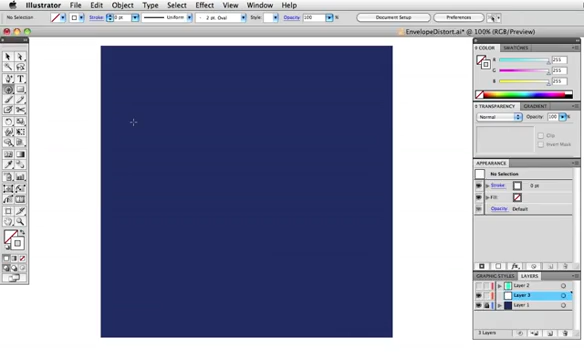 Illustrator File Edit Object Type Select Effect View Window Help
No Selection Stroke: 0 pt Uniform 2 pt. Oval Style: Opacity: 100 % Document Setup Preferences
EnvelopeDistort.ai* @ 100% (RGB/Preview)
COLOR SWATCHES
255
255
255
TRANSPARENCY GRADIENT
Normal Opacity: 100 %
Clip
Invert Mask
APPEARANCE
No Selection
Stroke: 0 pt
Fill:
Opacity: Default
GRAPHIC STYLES LAYERS
Layer 2
Layer 3
Layer 1
3 Layers